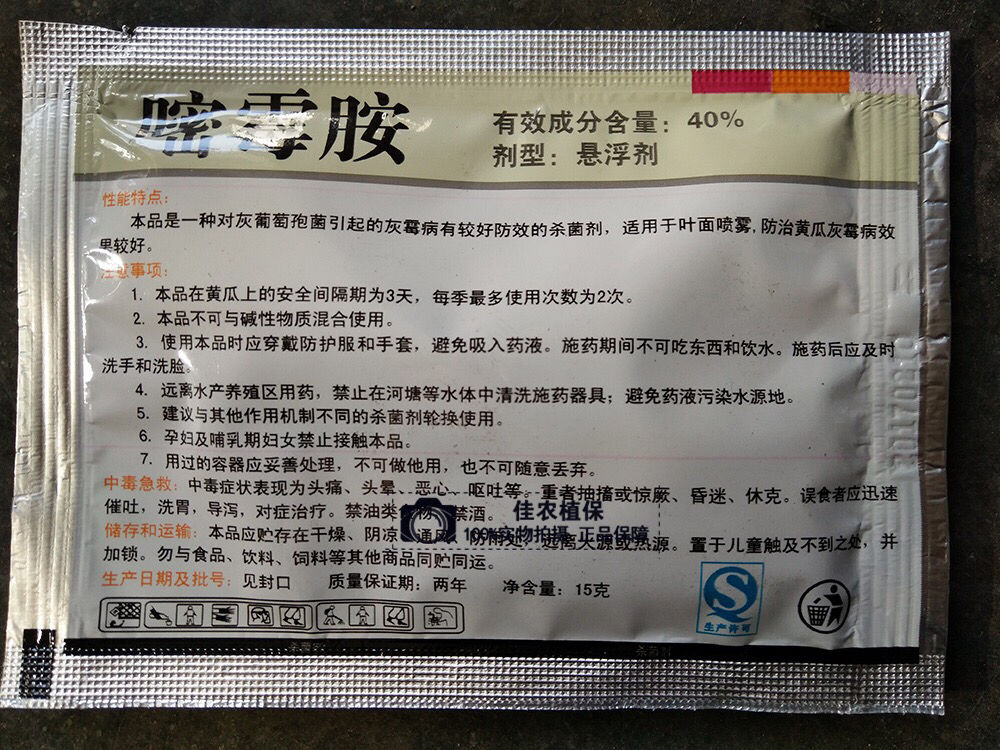 嘧霉胺
有效成分含量：40%
剂型：悬浮剂
性能特点：
本品是一种对灰葡萄孢菌引起的灰霉病有较好防效的杀菌剂，适用于叶面喷雾,防治黄瓜灰霉病效
果较好。
注意事项：
1. 本品在黄瓜上的安全间隔期为3天，每季最多使用次数为2次。
2. 本品不可与碱性物质混合使用。
3. 使用本品时应穿戴防护服和手套，避免吸入药液。施药期间不可吃东西和饮水。施药后应及时
洗手和洗脸。
4. 远离水产养殖区用药，禁止在河塘等水体中清洗施药器具；避免药液污染水源地。
5. 建议与其他作用机制不同的杀菌剂轮换使用。
6. 孕妇及哺乳期妇女禁止接触本品。
7. 用过的容器应妥善处理，不可做他用，也不可随意丢弃。
中毒急救：中毒症状表现为头痛、头晕、恶心、呕吐等。重者抽搐或惊厥、昏迷、休克。误食者应迅速
催吐，洗胃，导泻，对症治疗。禁油类 物 禁酒。
佳农植保
100%实物拍摄 正品保障
储存和运输：本品应贮存在干燥、阴凉、通风、防雨处，远离火源或热源。置于儿童触及不到之处，并
加锁。勿与食品、饮料、饲料等其他商品同贮同运。
生产日期及批号：见封口 质量保证期：两年 净含量：15克
生产许可
杀菌剂 杀菌剂